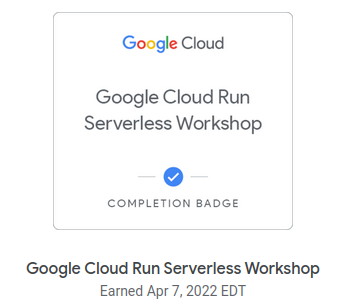 Google Cloud
Google Cloud Run
Serverless Workshop
COMPLETION BADGE
Google Cloud Run Serverless Workshop
Earned Apr 7, 2022 EDT